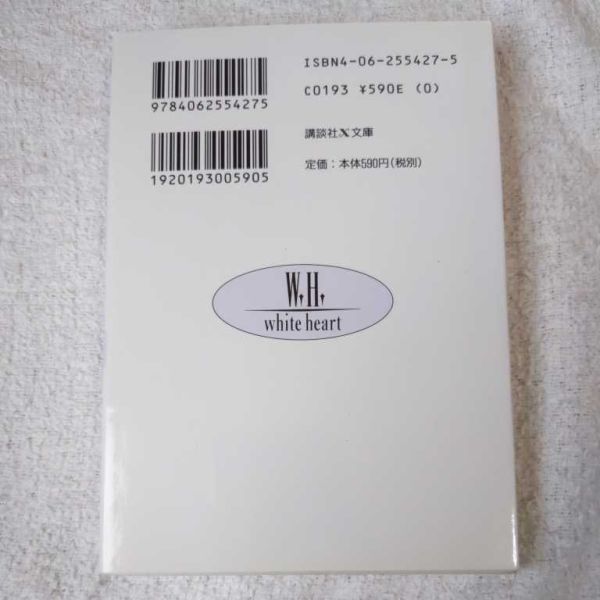 ISBN4-06-255427-5
9784062554275
C0193 ¥590E (0)
講談社X文庫
定価：本体590円(税別)
1920193005905
W.H.
white heart